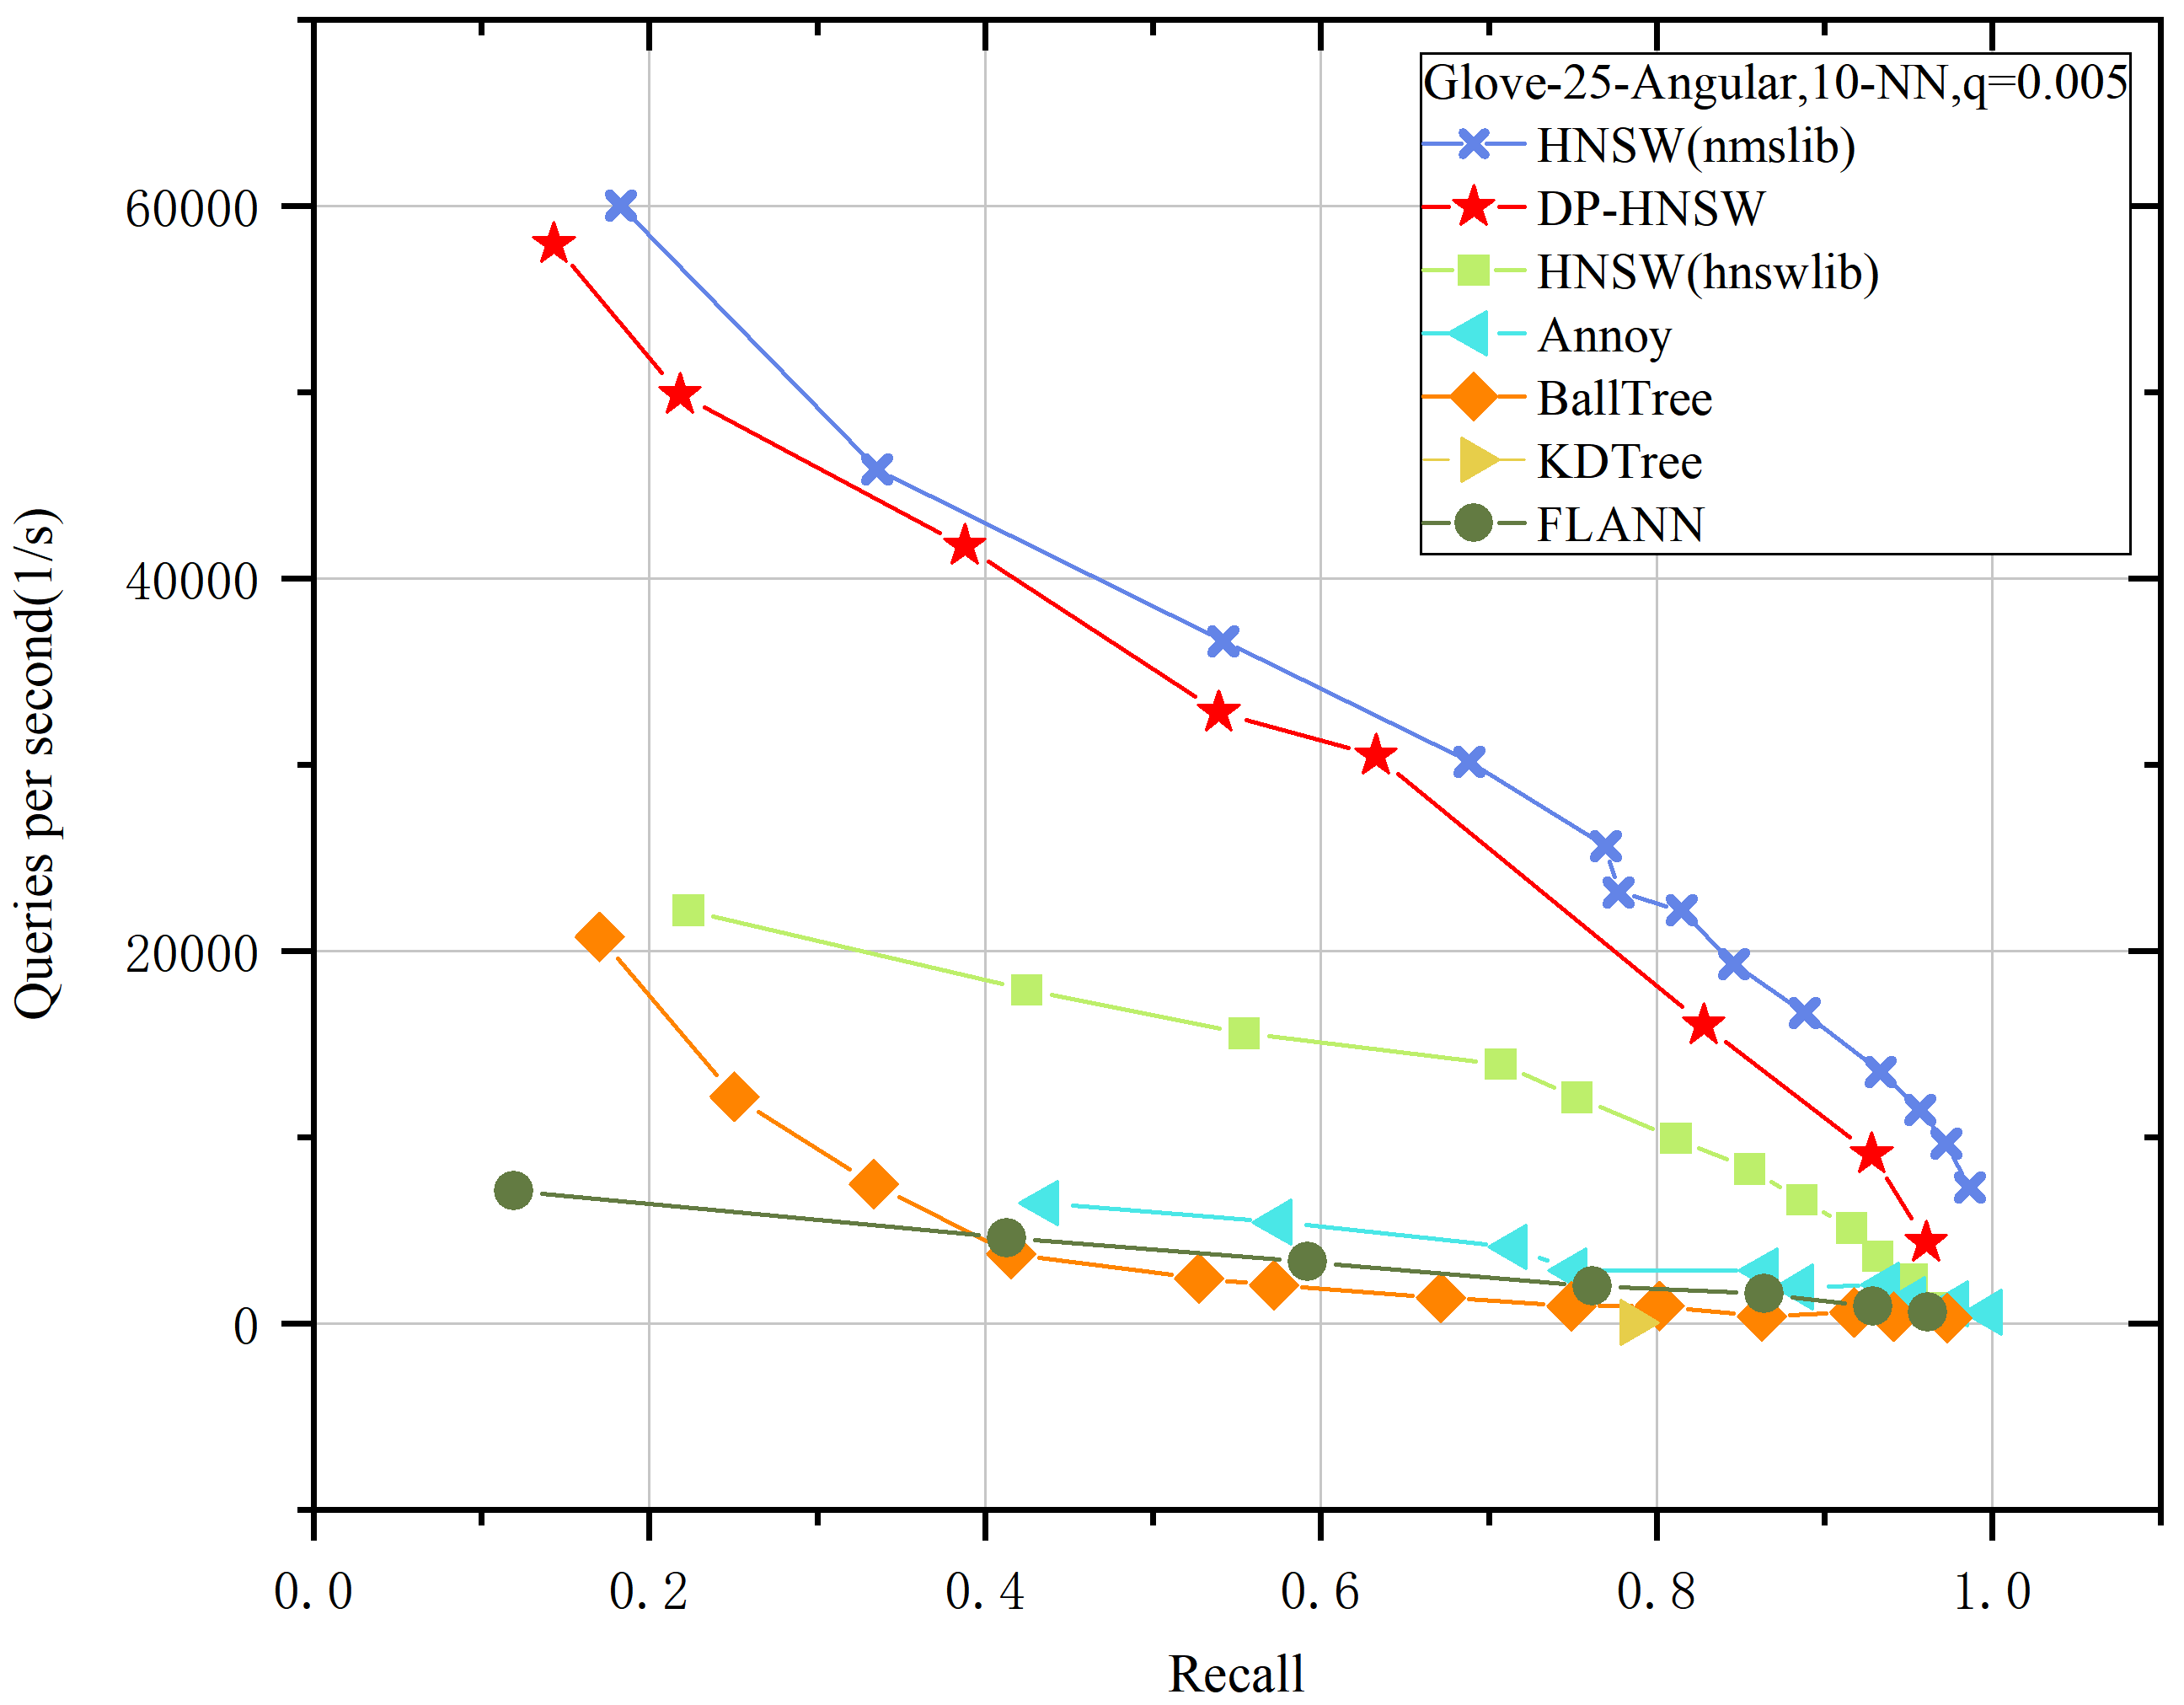 Glove-25-Angular,10-NN,q=0.005
HNSW(nmslib)
DP-HNSW
HNSW(hnswlib)
Annoy
BallTree
KDTree
FLANN
Queries per second(1/s)
60000
40000
20000
0
0.0 0.2 0.4 0.6 0.8 1.0
Recall